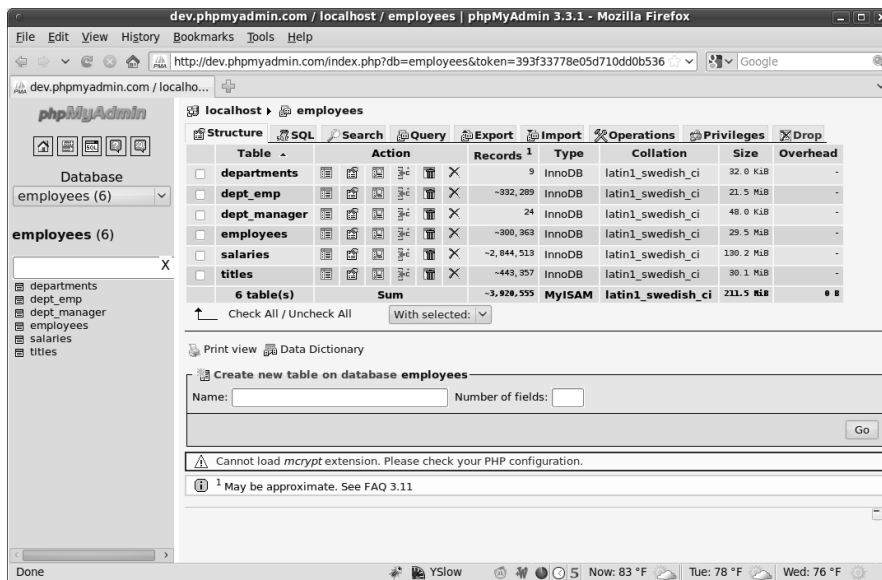 dev.phpmyadmin.com / localhost / employees | phpMyAdmin 3.3.1 - Mozilla Firefox
File Edit View History Bookmarks Tools Help
http://dev.phpmyadmin.com/index.php?db=employees&token=393f33778e05d710dd0b536
Google
dev.phpmyadmin.com / localho...
phpMyAdmin
Database
employees (6)
employees (6)
X
departments
dept_emp
dept_manager
employees
salaries
titles
localhost ▸ employees
Structure SQL Search Query Export Import Operations Privileges Drop
Table Action Records 1 Type Collation Size Overhead
departments 9 InnoDB latin1_swedish_ci 32.0 KiB -
dept_emp ~332,289 InnoDB latin1_swedish_ci 21.5 MiB -
dept_manager 24 InnoDB latin1_swedish_ci 48.0 KiB -
employees ~300,363 InnoDB latin1_swedish_ci 29.5 MiB -
salaries ~2,844,513 InnoDB latin1_swedish_ci 130.2 MiB -
titles ~443,357 InnoDB latin1_swedish_ci 30.1 MiB -
6 table(s) Sum ~3,920,555 MyISAM latin1_swedish_ci 211.5 MiB 0 B
Check All / Uncheck All With selected:
Print view Data Dictionary
Create new table on database employees
Name: Number of fields:
Go
Cannot load mcrypt extension. Please check your PHP configuration.
1 May be approximate. See FAQ 3.11
Done YSlow 5 Now: 83 °F Tue: 78 °F Wed: 76 °F